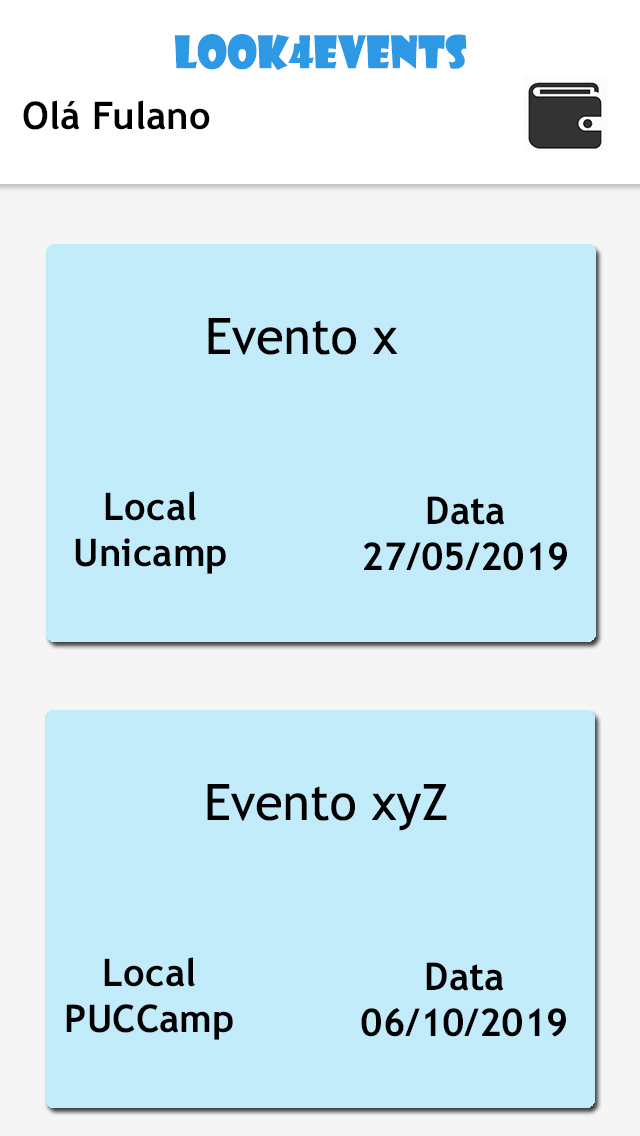 LOOK4EVENTS
Olá Fulano
Evento x
Local
Unicamp
Data
27/05/2019
Evento xyZ
Local
PUCCamp
Data
06/10/2019